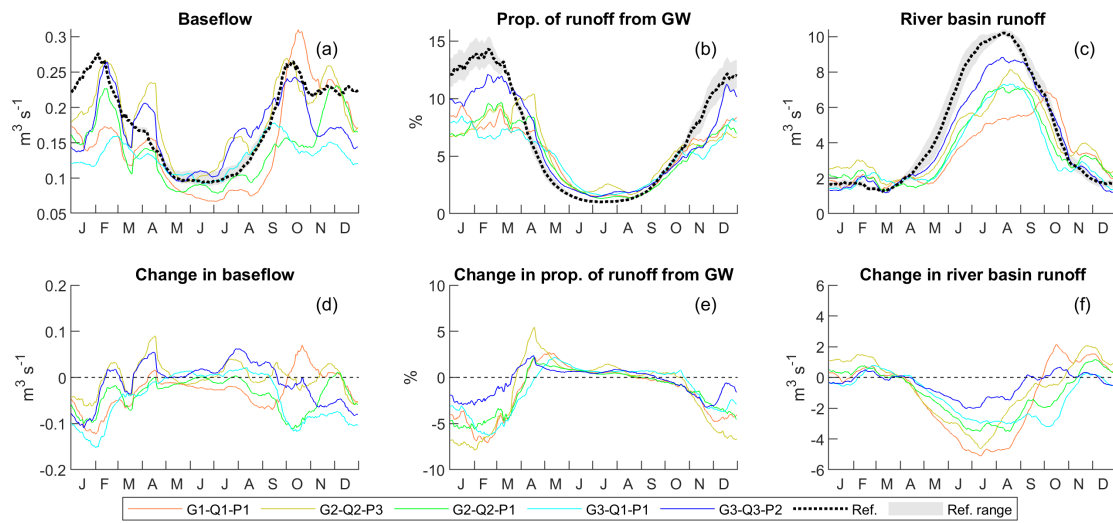 Baseflow
(a)
m³ s⁻¹
0.3
0.25
0.2
0.15
0.1
0.05
J F M A M J J A S O N D
Prop. of runoff from GW
(b)
%
15
10
5
0
J F M A M J J A S O N D
River basin runoff
(c)
m³ s⁻¹
10
8
6
4
2
0
J F M A M J J A S O N D
Change in baseflow
(d)
m³ s⁻¹
0.2
0.1
0
-0.1
-0.2
J F M A M J J A S O N D
Change in prop. of runoff from GW
(e)
%
10
5
0
-5
-10
J F M A M J J A S O N D
Change in river basin runoff
(f)
m³ s⁻¹
6
4
2
0
-2
-4
-6
J F M A M J J A S O N D
G1-Q1-P1 G2-Q2-P3 G2-Q2-P1 G3-Q1-P1 G3-Q3-P2 Ref. Ref. range